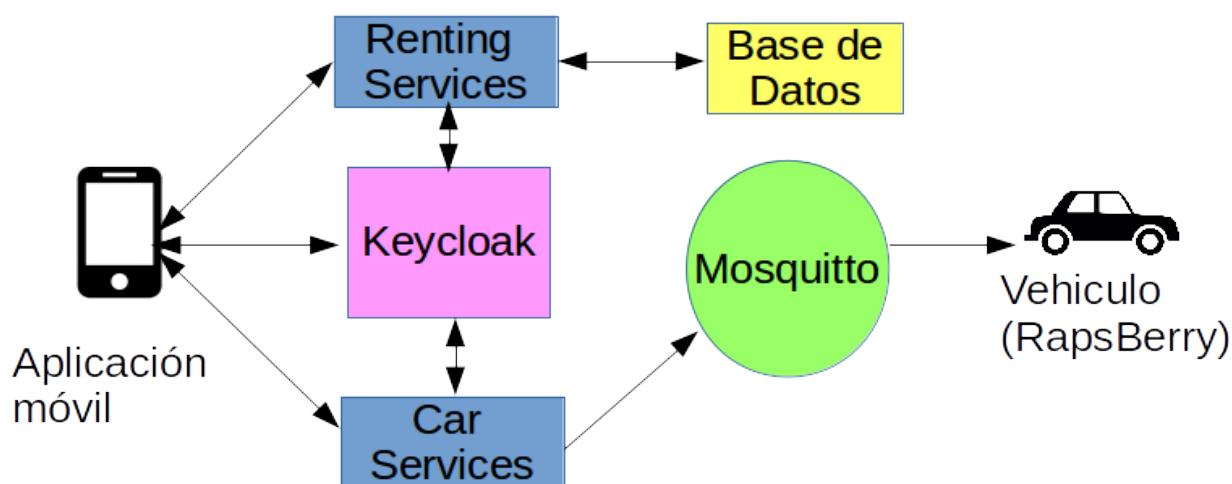 Renting
Services
Base de
Datos
Keycloak
Mosquitto
Aplicación
móvil
Vehiculo
(RapsBerry)
Car
Services